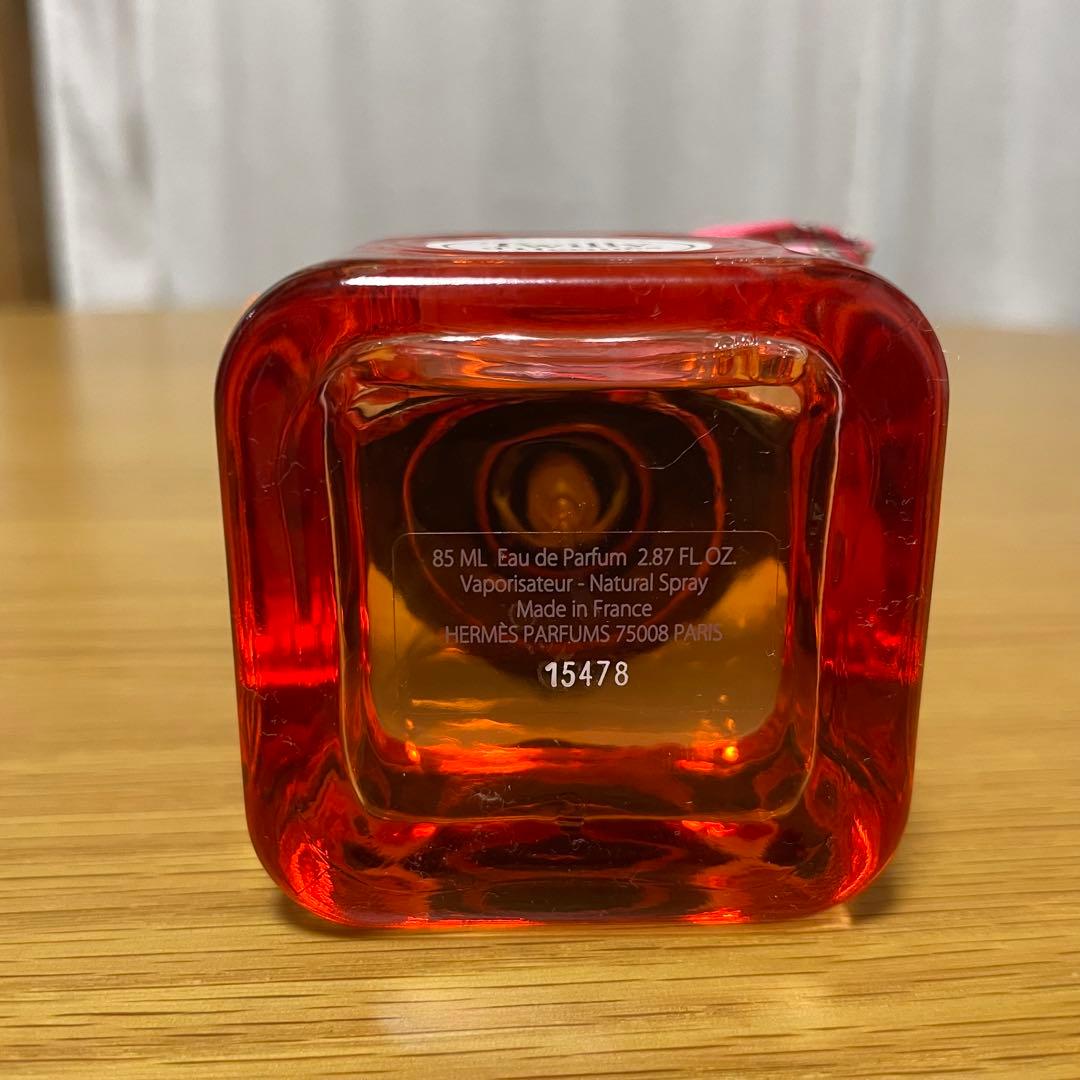 Twilly
85 ML Eau de Parfum 2.87 FL.OZ.
Vaporisateur - Natural Spray
Made in France
HERMÈS PARFUMS 75008 PARIS
15478